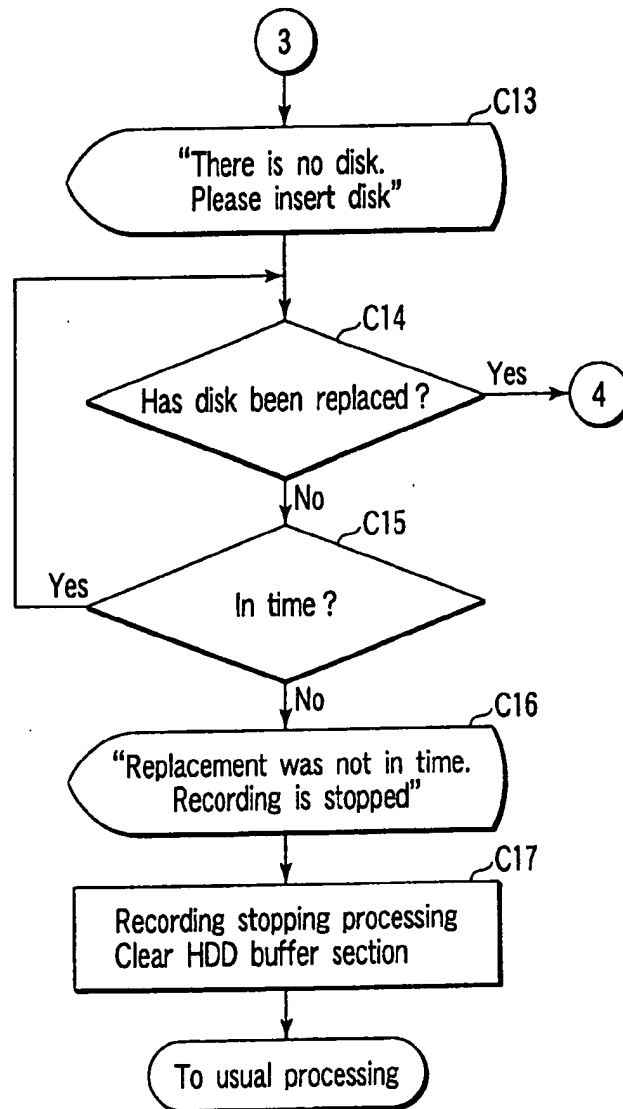 3
C13
“There is no disk.
Please insert disk”
C14
Has disk been replaced ?
Yes
4
No
C15
Yes
In time ?
No
C16
“Replacement was not in time.
Recording is stopped”
C17
Recording stopping processing
Clear HDD buffer section
To usual processing